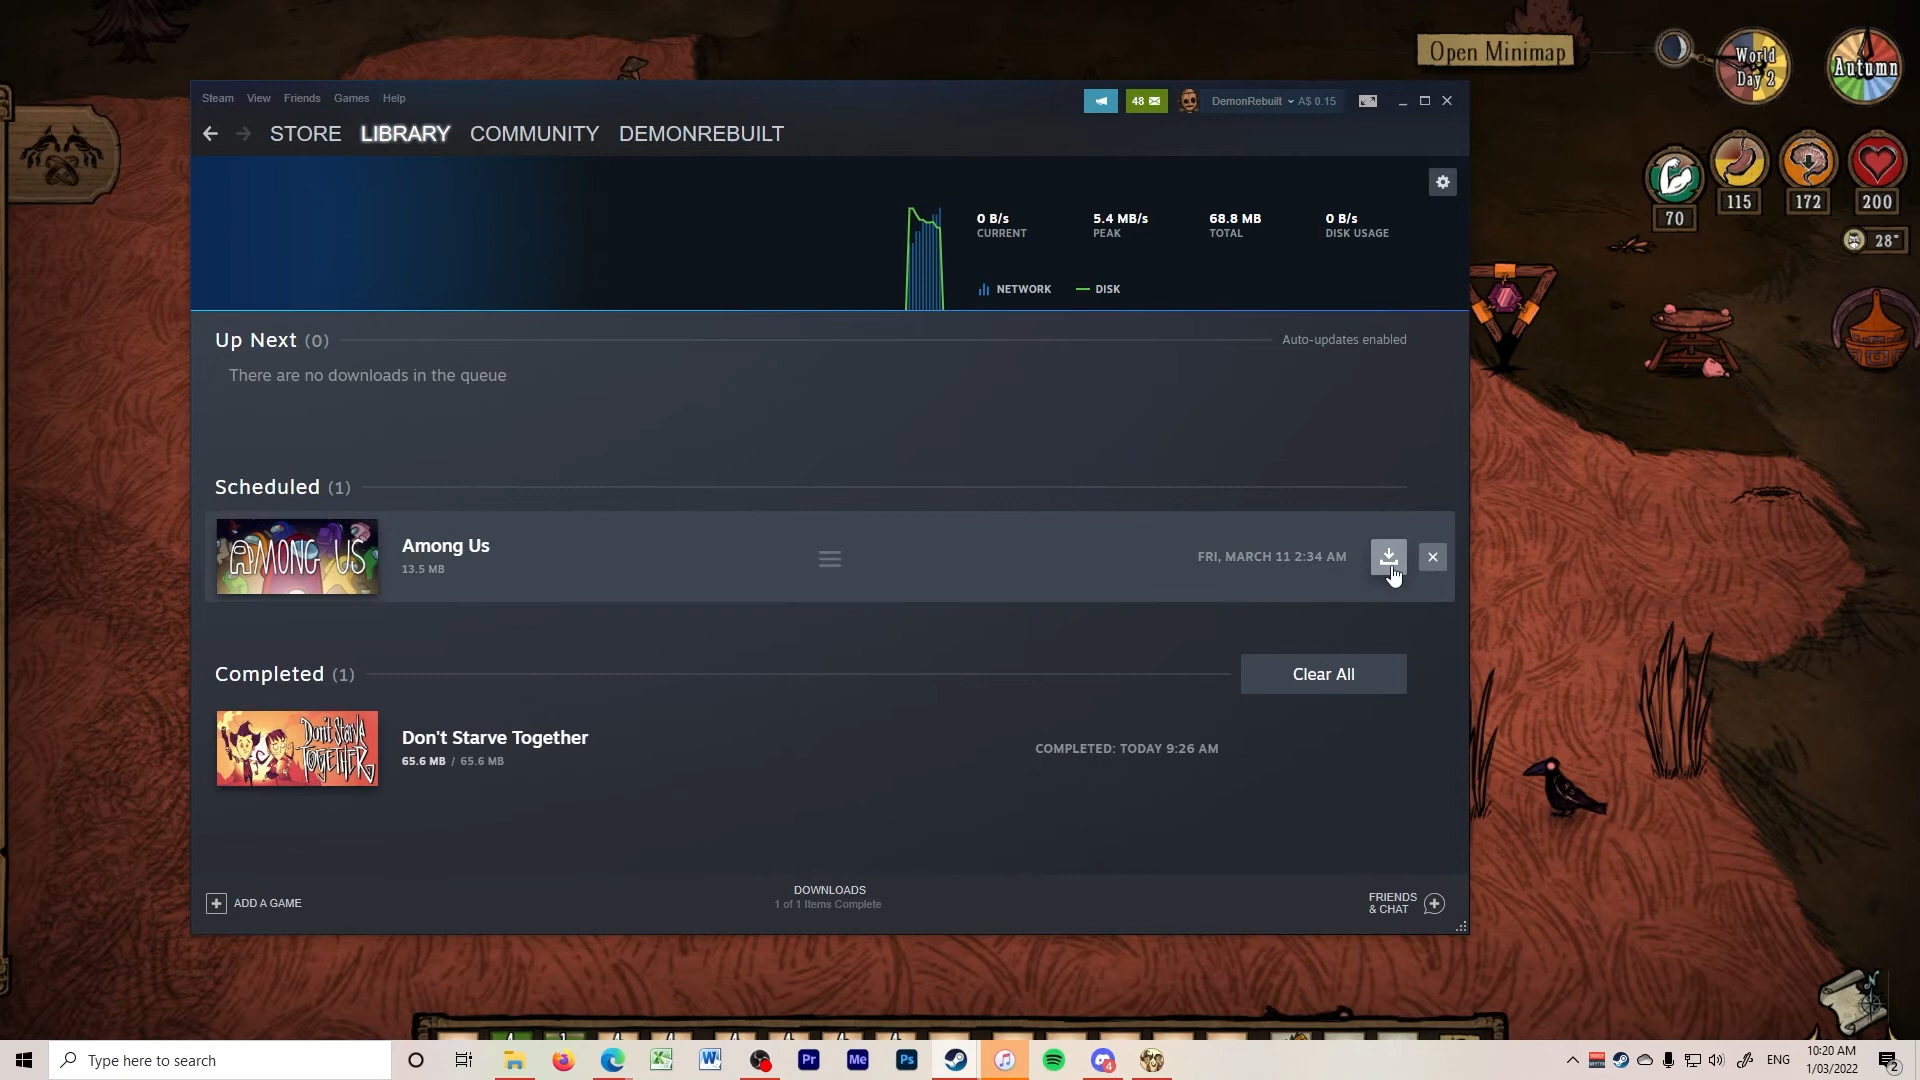 Open Minimap
World
Day 2
Autumn
Steam View Friends Games Help
48
DemonRebuilt A$ 0.15
STORE LIBRARY COMMUNITY DEMONREBUILT
0 B/s
CURRENT
5.4 MB/s
PEAK
68.8 MB
TOTAL
0 B/s
DISK USAGE
NETWORK
DISK
70
115
172
200
28°
Up Next (0)
Auto-updates enabled
There are no downloads in the queue
Scheduled (1)
AMONG US
Among Us
13.5 MB
FRI, MARCH 11 2:34 AM
Completed (1)
Clear All
Don't Starve
TOGETHER
Don't Starve Together
65.6 MB / 65.6 MB
COMPLETED: TODAY 9:26 AM
ADD A GAME
DOWNLOADS
1 of 1 Items Complete
FRIENDS
& CHAT
Type here to search
Pr
Me
Ps
4
ENG
10:20 AM
1/03/2022
2